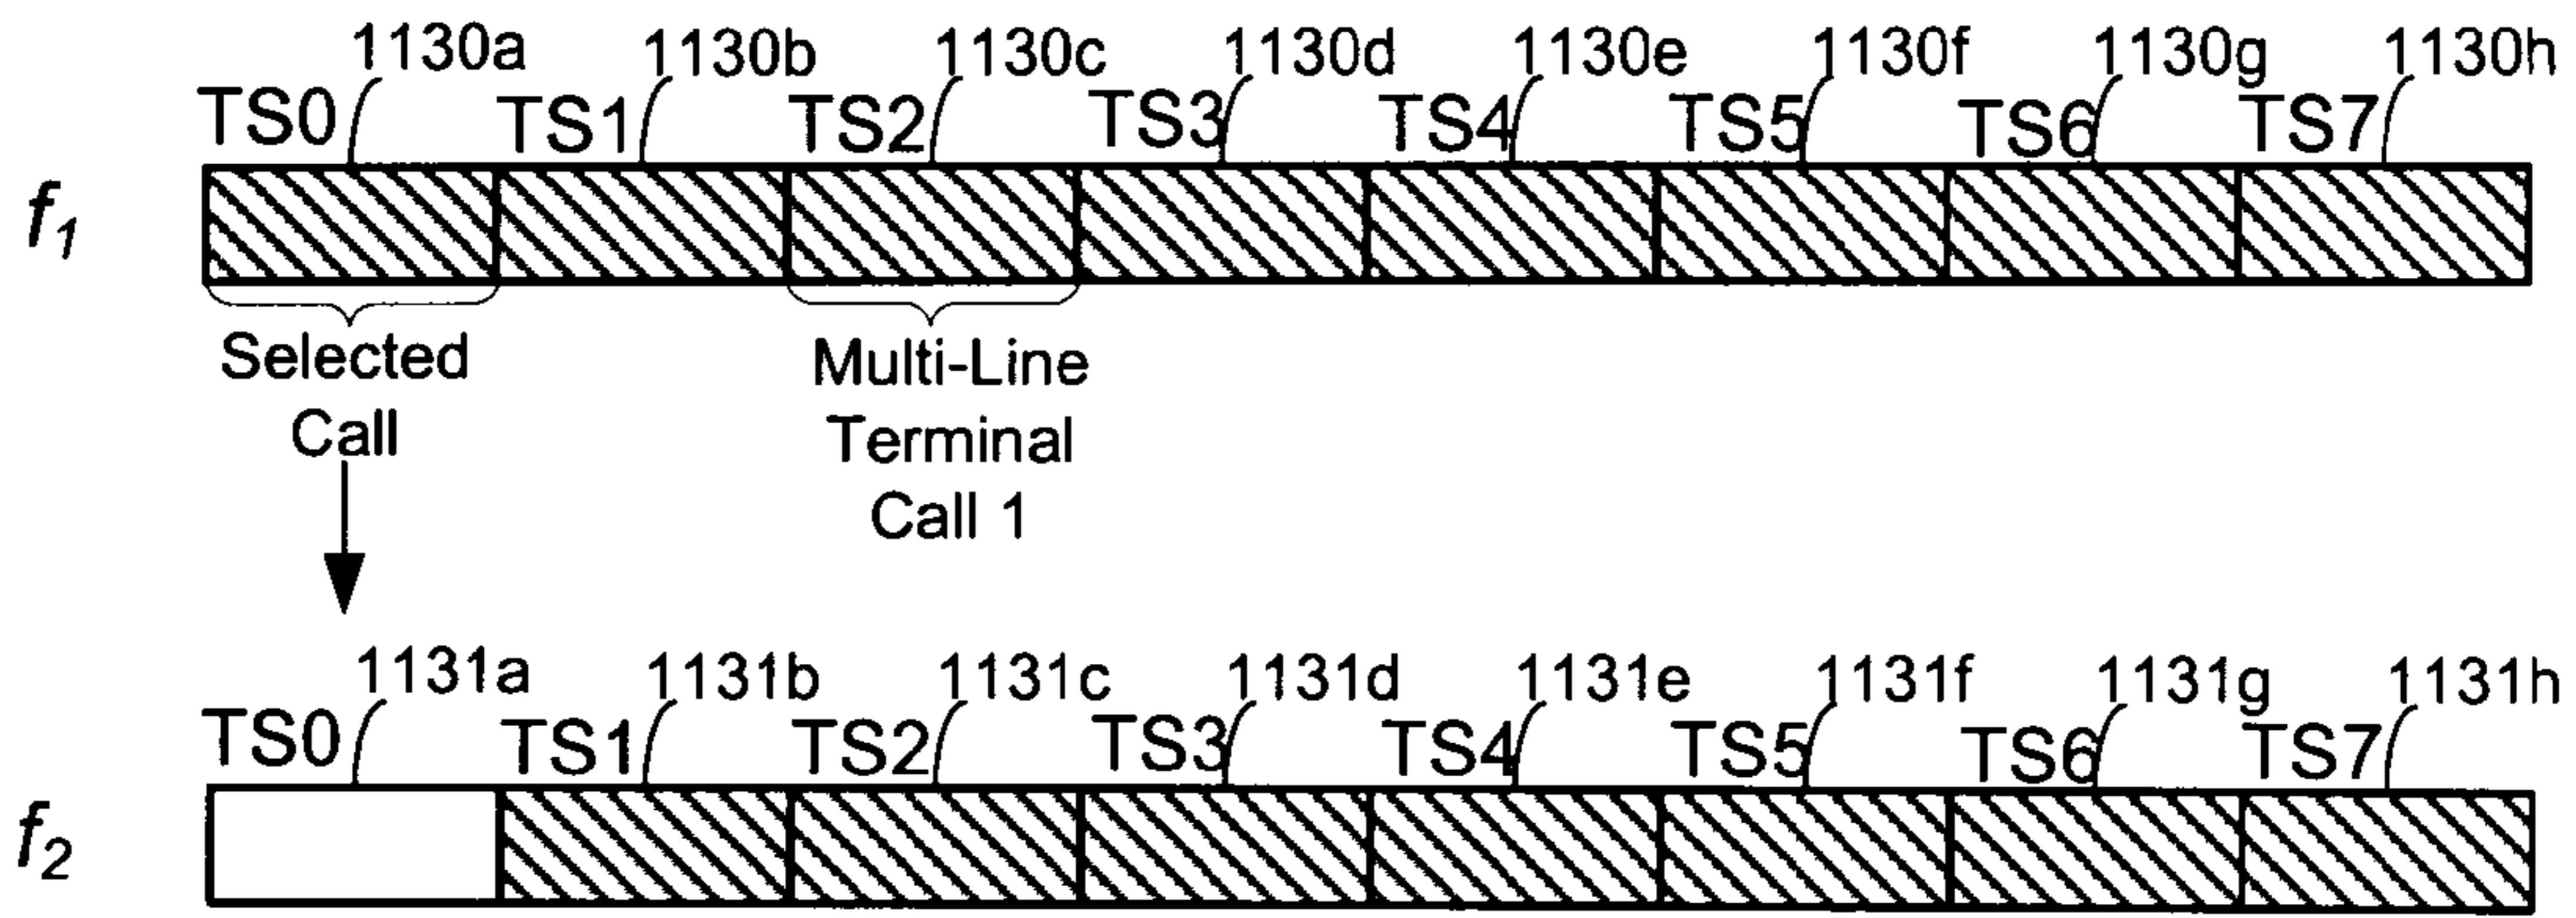 1130a 1130b 1130c 1130d 1130e 1130f 1130g 1130h
TS0 TS1 TS2 TS3 TS4 TS5 TS6 TS7
f1
Selected
Call
Multi-Line
Terminal
Call 1
1131a 1131b 1131c 1131d 1131e 1131f 1131g 1131h
TS0 TS1 TS2 TS3 TS4 TS5 TS6 TS7
f2